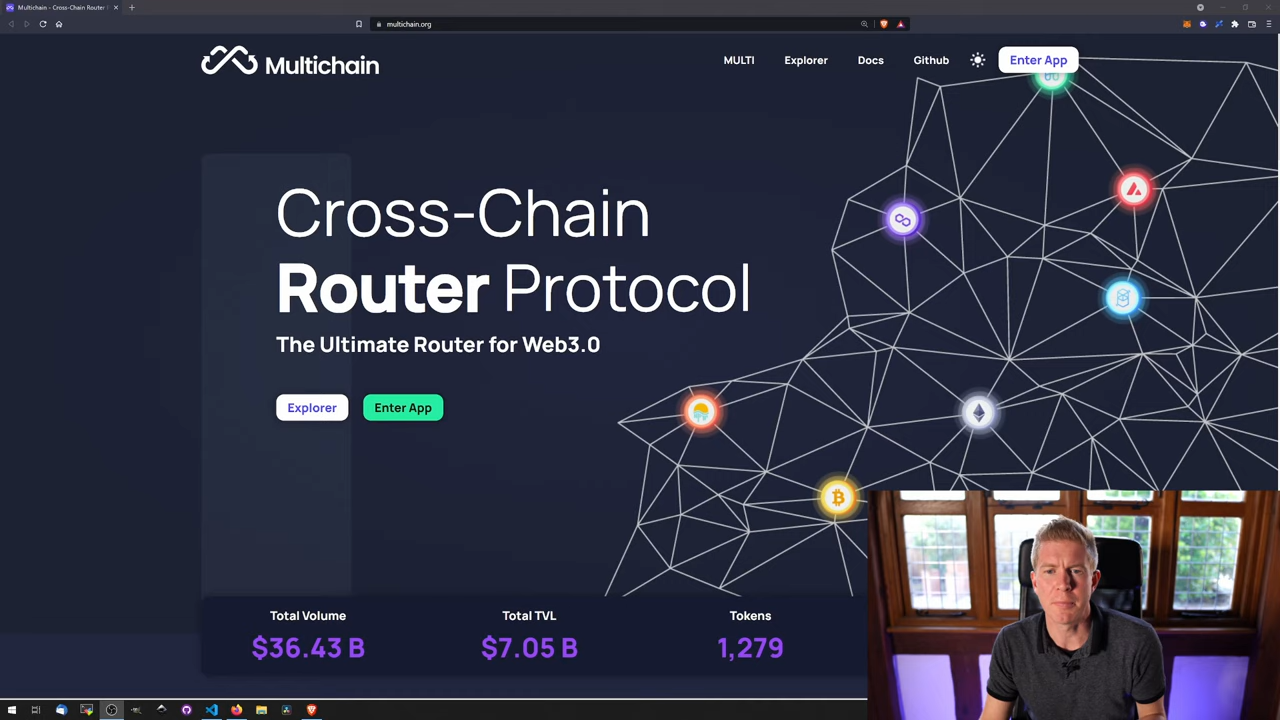 Multichain - Cross-Chain Router
multichain.org
Multichain
MULTI
Explorer
Docs
Github
Enter App
Cross-Chain
Router Protocol
The Ultimate Router for Web3.0
Explorer
Enter App
Total Volume
Total TVL
Tokens
$36.43 B
$7.05 B
1,279